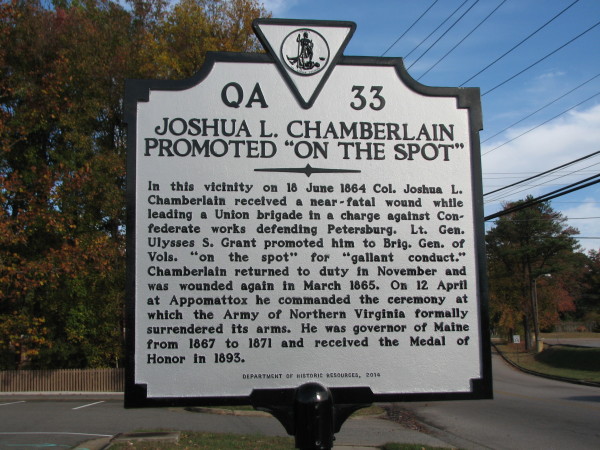 QA 33
JOSHUA L. CHAMBERLAIN
PROMOTED "ON THE SPOT"
In this vicinity on 18 June 1864 Col. Joshua L.
Chamberlain received a near-fatal wound while
leading a Union brigade in a charge against Con-
federate works defending Petersburg. Lt. Gen.
Ulysses S. Grant promoted him to Brig. Gen. of
Vols. "on the spot" for "gallant conduct."
Chamberlain returned to duty in November and
was wounded again in March 1865. On 12 April
at Appomattox he commanded the ceremony at
which the Army of Northern Virginia formally
surrendered its arms. He was governor of Maine
from 1867 to 1871 and received the Medal of
Honor in 1893.
DEPARTMENT OF HISTORIC RESOURCES, 2014